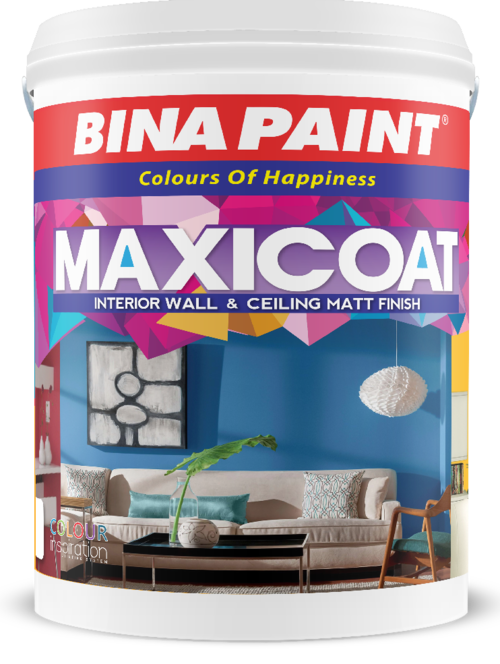 BINA PAINT®
Colours Of Happiness
MAXICOAT
INTERIOR WALL & CEILING MATT FINISH
COLOUR
inspiration